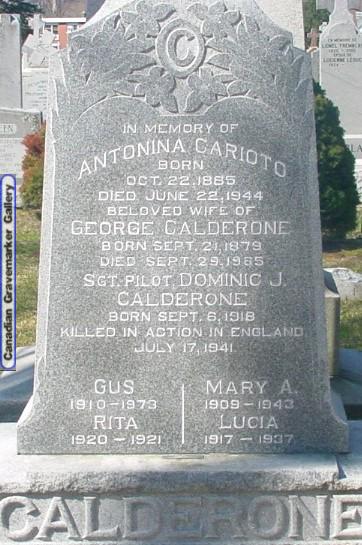 C
IN MEMORY OF
ANTONINA CARIOTO
BORN
OCT. 22, 1885
DIED JUNE 22, 1944
BELOVED WIFE OF
GEORGE CALDERONE
BORN SEPT. 21, 1879
DIED SEPT. 29, 1965
SGT. PILOT, DOMINIC J.
CALDERONE
BORN SEPT. 6, 1918
KILLED IN ACTION IN ENGLAND
JULY 17, 1941.
GUS
1910-1973
RITA
1920-1921
MARY A.
1909-1943
LUCIA
1917-1937
CALDERONE
Canadian Gravemarker Gallery